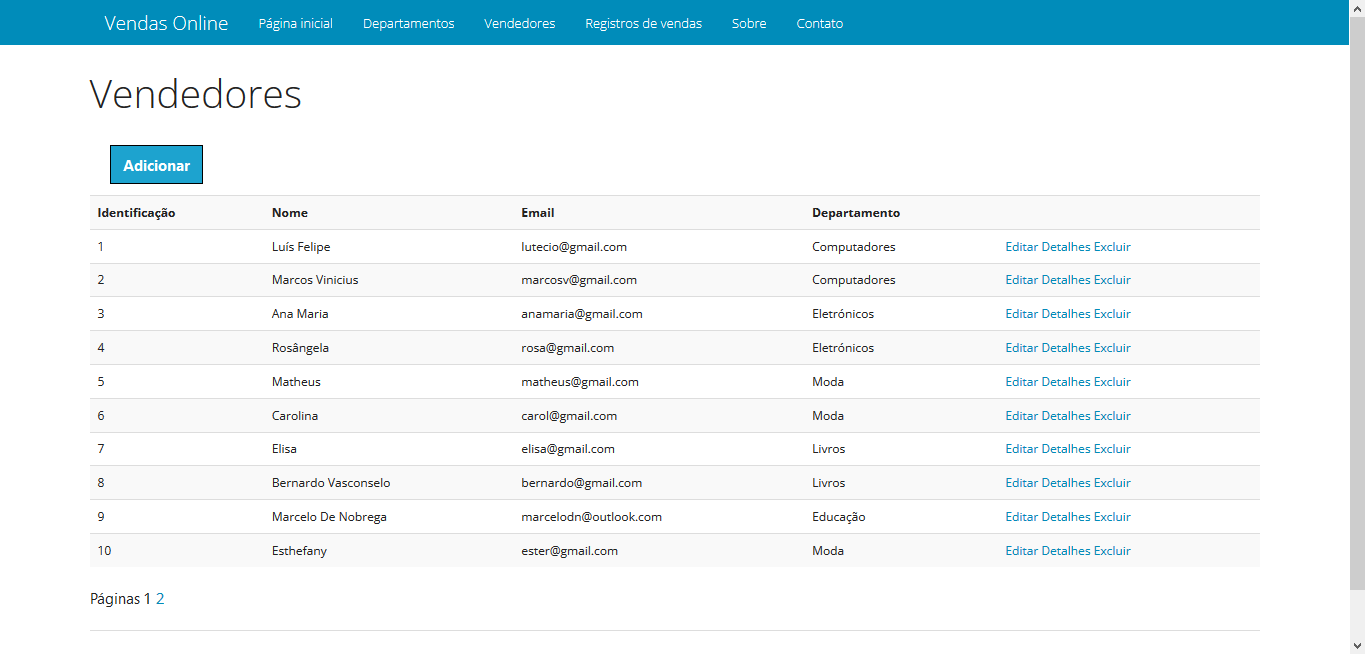 Vendas Online Página inicial Departamentos Vendedores Registros de vendas Sobre Contato
Vendedores
Adicionar
Identificação Nome Email Departamento
1 Luís Felipe lutecio@gmail.com Computadores Editar Detalhes Excluir
2 Marcos Vinicius marcosv@gmail.com Computadores Editar Detalhes Excluir
3 Ana Maria anamaria@gmail.com Eletrónicos Editar Detalhes Excluir
4 Rosângela rosa@gmail.com Eletrónicos Editar Detalhes Excluir
5 Matheus matheus@gmail.com Moda Editar Detalhes Excluir
6 Carolina carol@gmail.com Moda Editar Detalhes Excluir
7 Elisa elisa@gmail.com Livros Editar Detalhes Excluir
8 Bernardo Vasconselo bernardo@gmail.com Livros Editar Detalhes Excluir
9 Marcelo De Nobrega marcelodn@outlook.com Educação Editar Detalhes Excluir
10 Esthefany ester@gmail.com Moda Editar Detalhes Excluir
Páginas 1 2